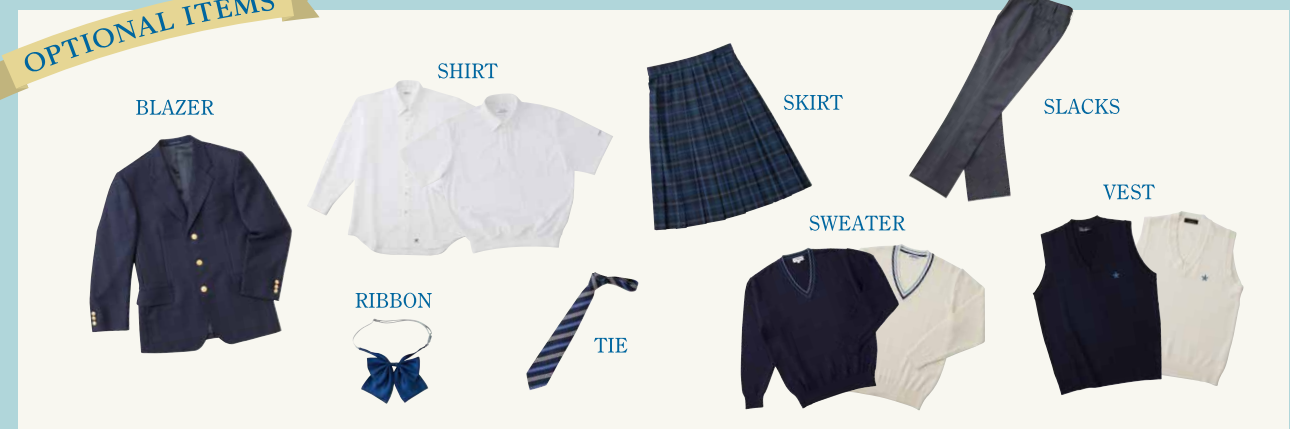 OPTIONAL ITEMS
BLAZER
SHIRT
SKIRT
SLACKS
RIBBON
TIE
SWEATER
VEST